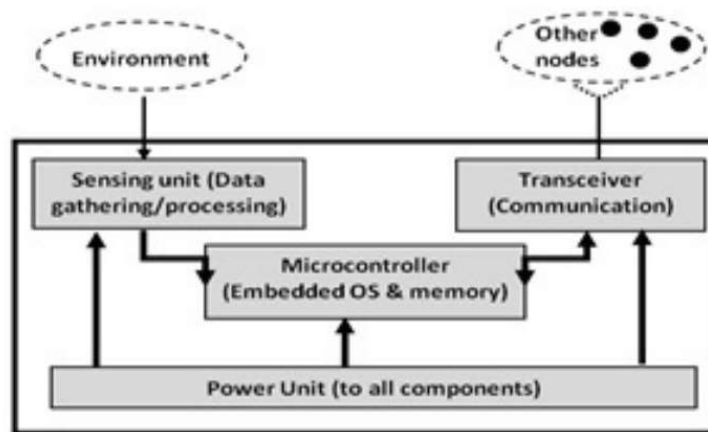 Environment
Other
nodes
Sensing unit (Data
gathering/processing)
Transceiver
(Communication)
Microcontroller
(Embedded OS & memory)
Power Unit (to all components)